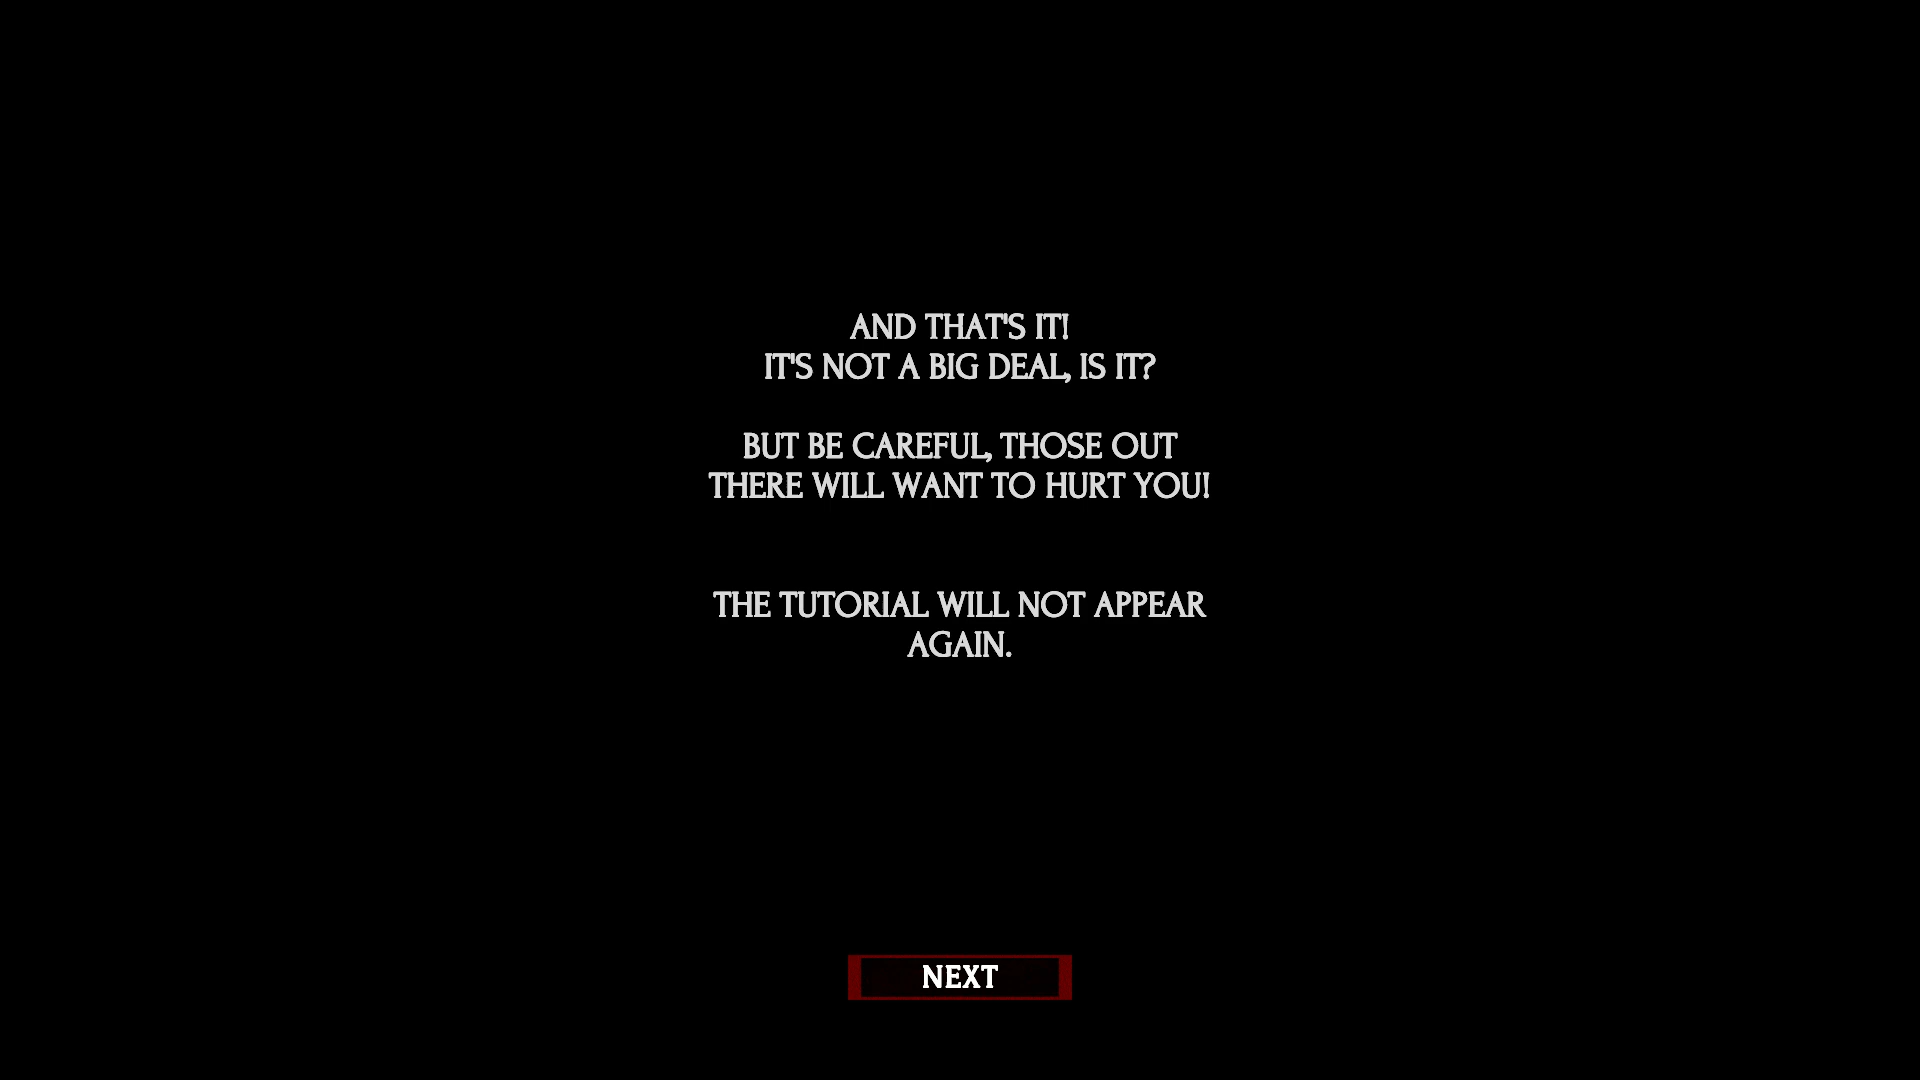 AND THAT'S IT!
IT'S NOT A BIG DEAL, IS IT?
BUT BE CAREFUL, THOSE OUT
THERE WILL WANT TO HURT YOU!
THE TUTORIAL WILL NOT APPEAR
AGAIN.
NEXT